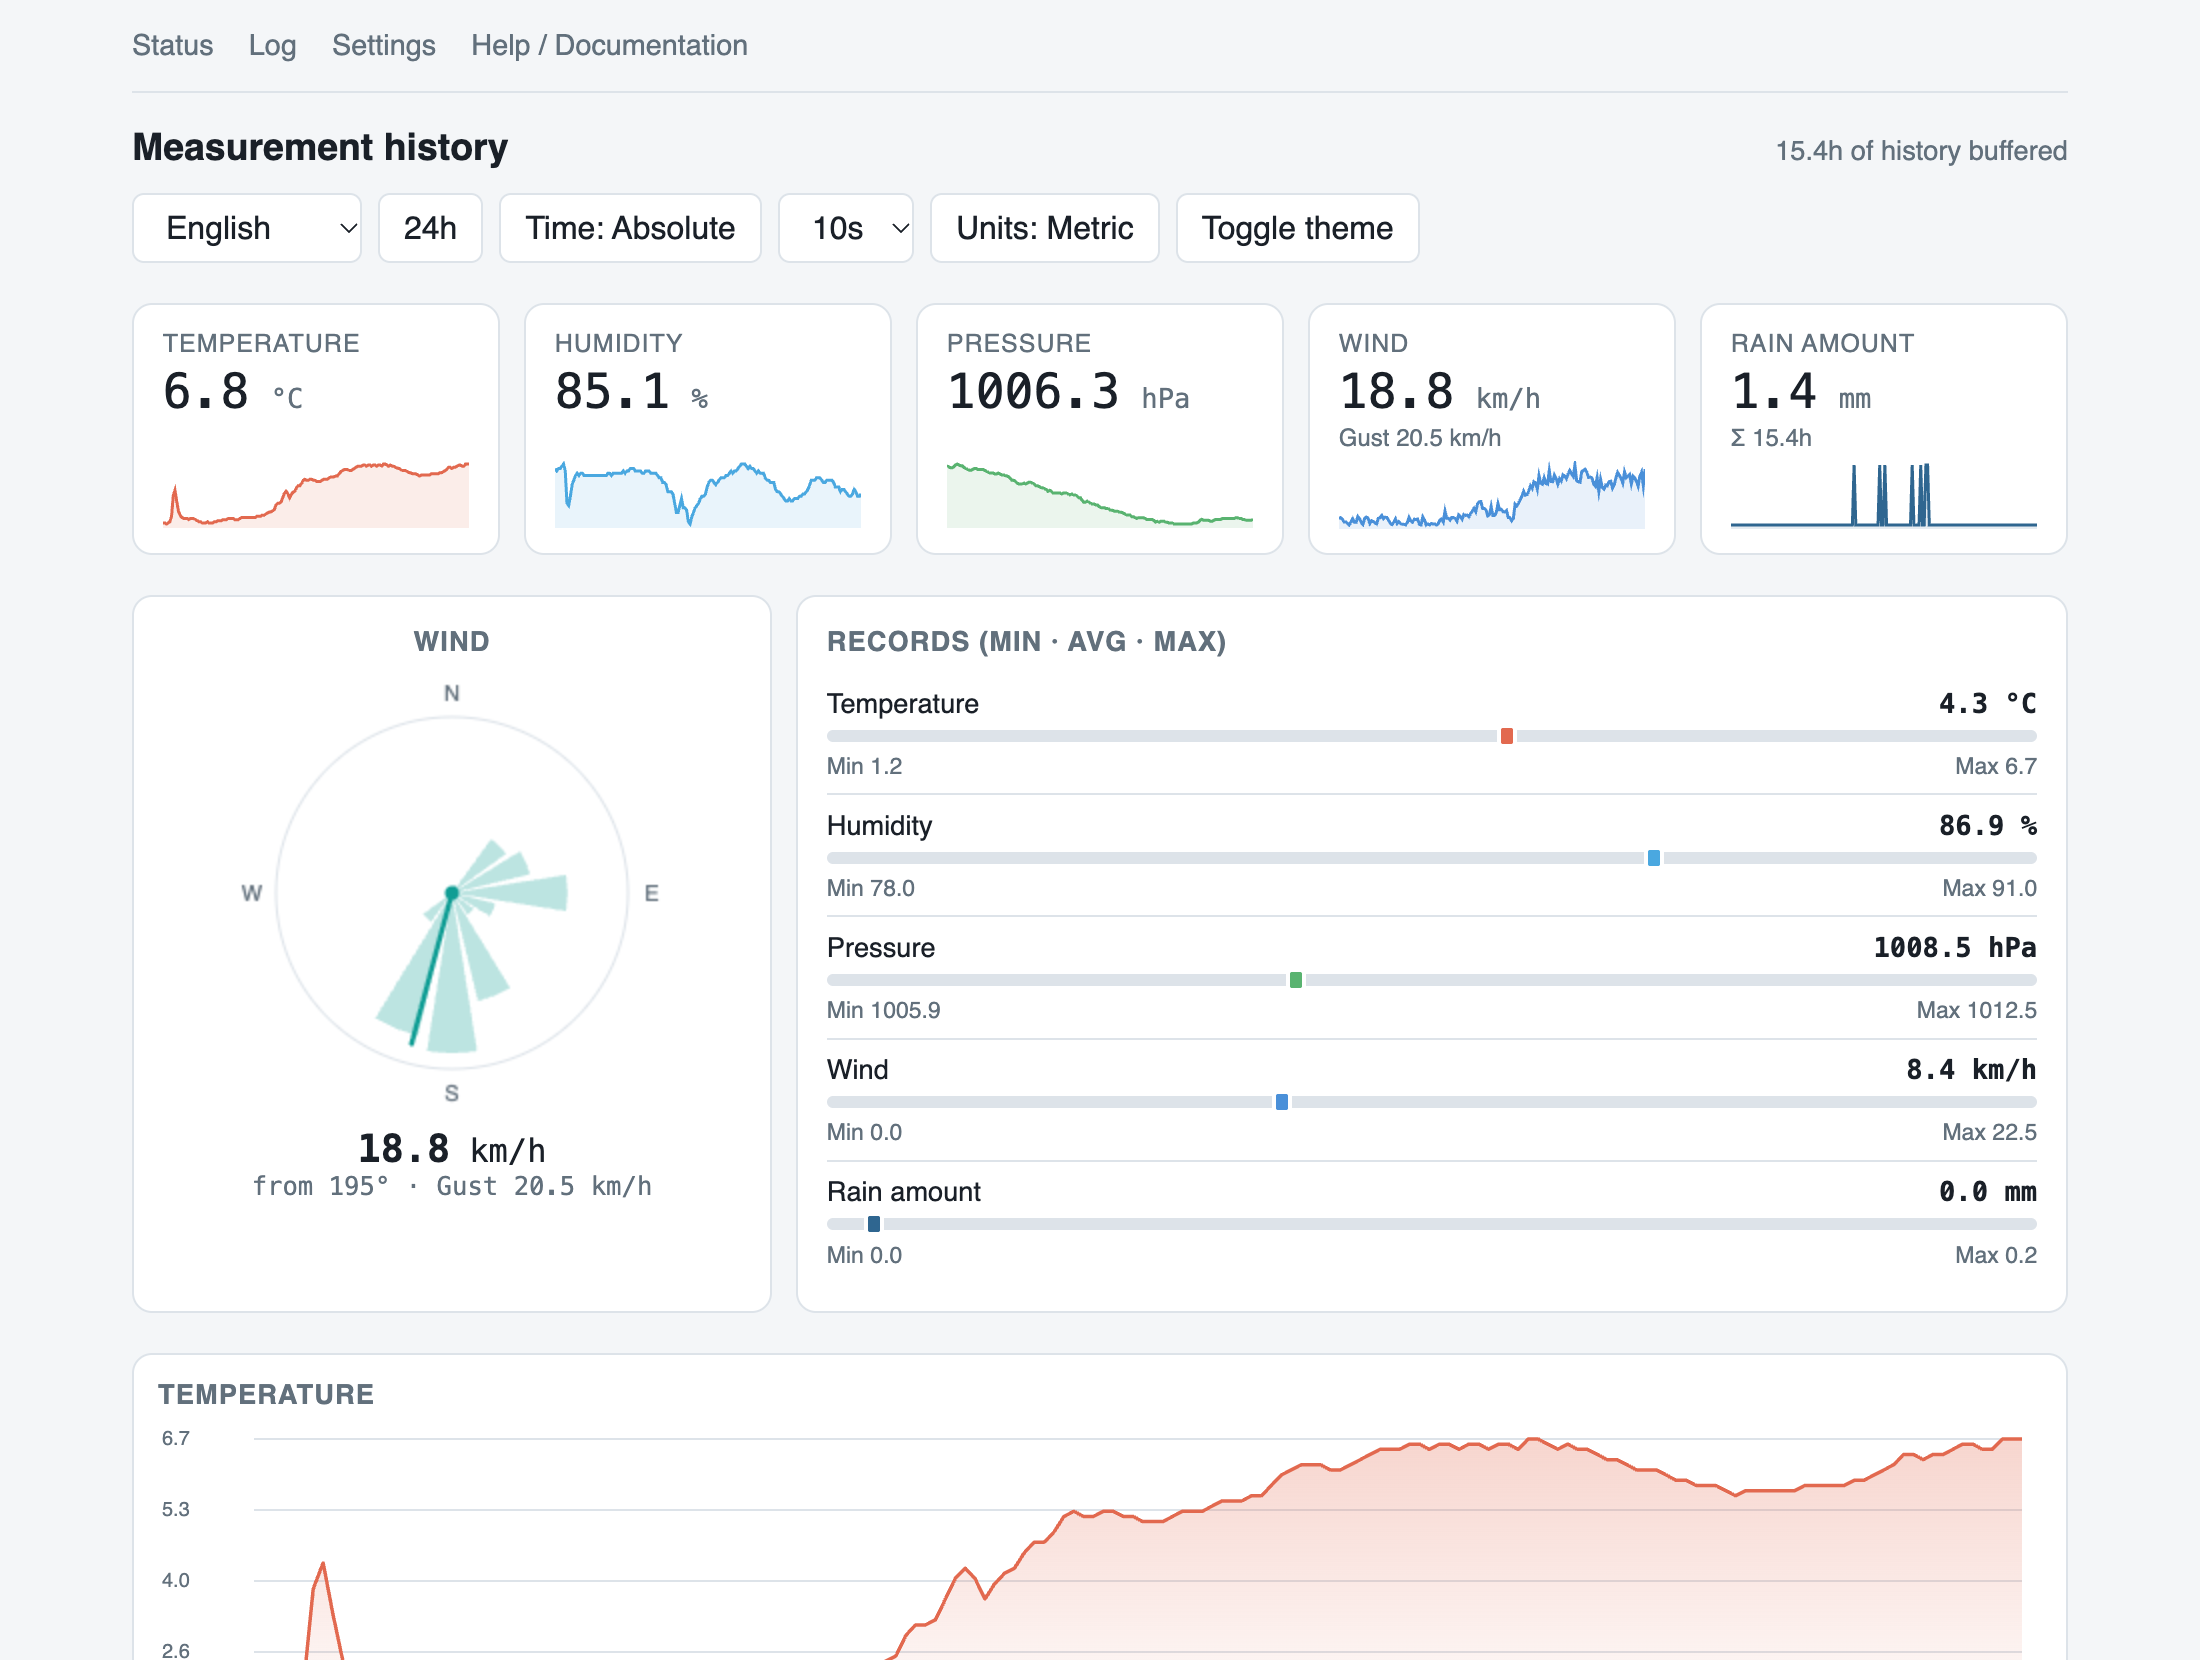 Status Log Settings Help / Documentation
Measurement history
15.4h of history buffered
English 24h Time: Absolute 10s Units: Metric Toggle theme
TEMPERATURE
6.8 °C
HUMIDITY
85.1 %
PRESSURE
1006.3 hPa
WIND
18.8 km/h
Gust 20.5 km/h
RAIN AMOUNT
1.4 mm
Σ 15.4h
WIND
N
W
E
S
18.8 km/h
from 195° · Gust 20.5 km/h
RECORDS (MIN · AVG · MAX)
Temperature 4.3 °C
Min 1.2 Max 6.7
Humidity 86.9 %
Min 78.0 Max 91.0
Pressure 1008.5 hPa
Min 1005.9 Max 1012.5
Wind 8.4 km/h
Min 0.0 Max 22.5
Rain amount 0.0 mm
Min 0.0 Max 0.2
TEMPERATURE
6.7
5.3
4.0
2.6